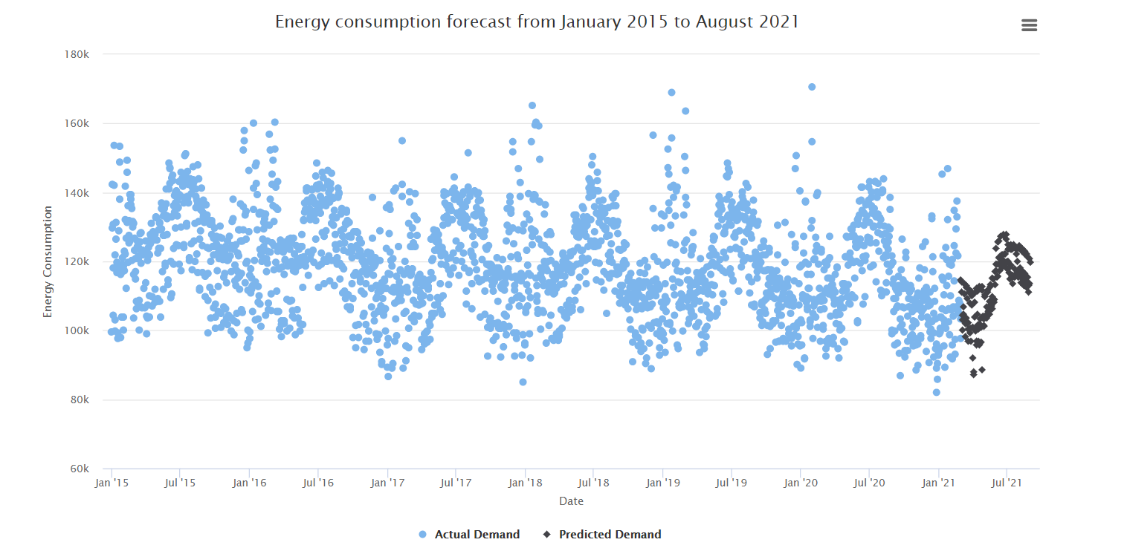 Energy consumption forecast from January 2015 to August 2021
180k
160k
140k
120k
100k
80k
60k
Energy Consumption
Jan '15 Jul '15 Jan '16 Jul '16 Jan '17 Jul '17 Jan '18 Jul '18 Jan '19 Jul '19 Jan '20 Jul '20 Jan '21 Jul '21
Date
Actual Demand Predicted Demand